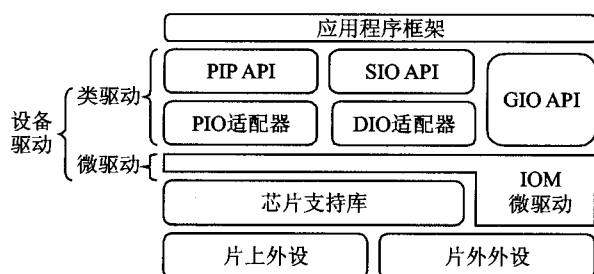 应用程序框架
PIP API
SIO API
GIO API
设备
驱动
类驱动
PIO适配器
DIO适配器
微驱动
IOM
微驱动
芯片支持库
片上外设
片外外设